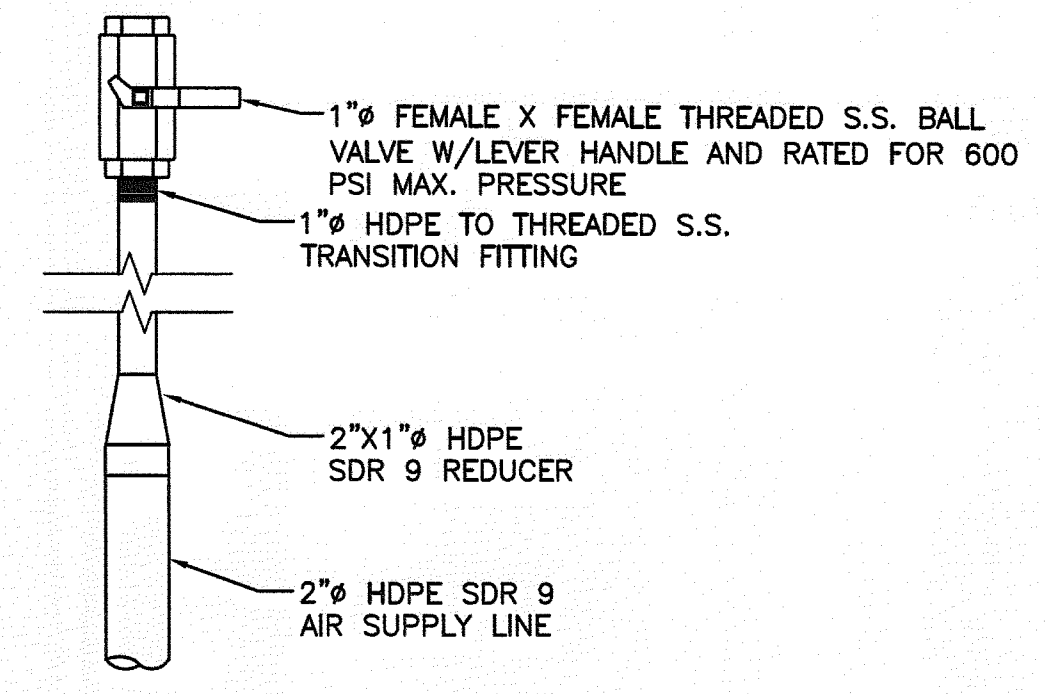 1"ø FEMALE X FEMALE THREADED S.S. BALL
VALVE W/LEVER HANDLE AND RATED FOR 600
PSI MAX. PRESSURE
1"ø HDPE TO THREADED S.S.
TRANSITION FITTING
2"X1"ø HDPE
SDR 9 REDUCER
2"ø HDPE SDR 9
AIR SUPPLY LINE